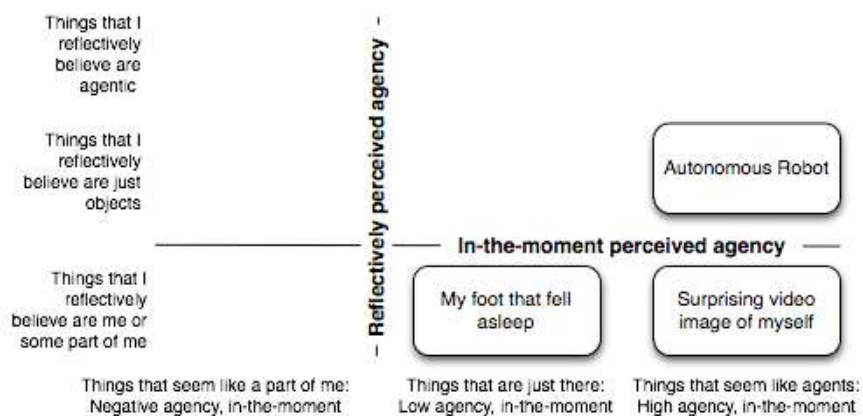 Things that I
reflectively
believe are
agentic
Things that I
reflectively
believe are just
objects
Things that I
reflectively
believe are me or
some part of me
– Reflectively perceived agency –
Autonomous Robot
In-the-moment perceived agency
My foot that fell
asleep
Surprising video
image of myself
Things that seem like a part of me:
Negative agency, in-the-moment
Things that are just there:
Low agency, in-the-moment
Things that seem like agents:
High agency, in-the-moment.